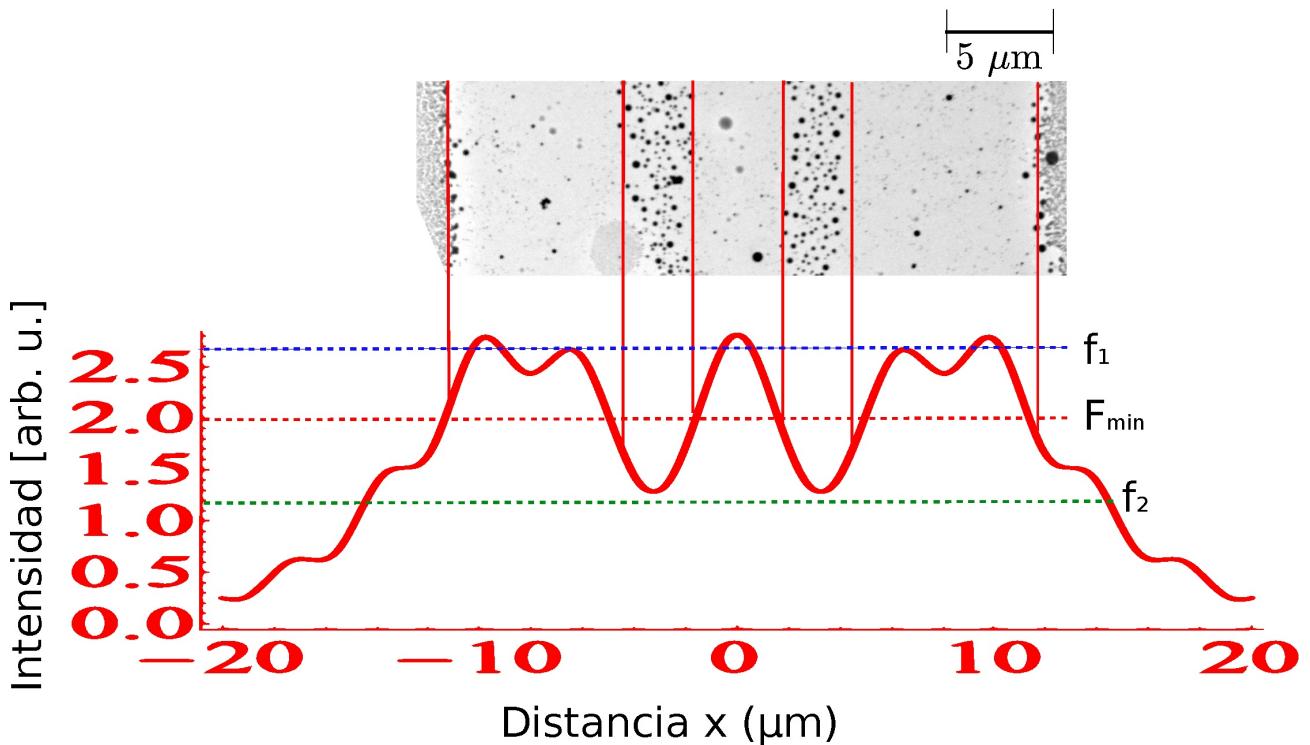 5 μm
Intensidad [arb. u.]
2.5
2.0
1.5
1.0
0.5
0.0
f₁
Fmin
f₂
−20 −10 0 10 20
Distancia x (μm)